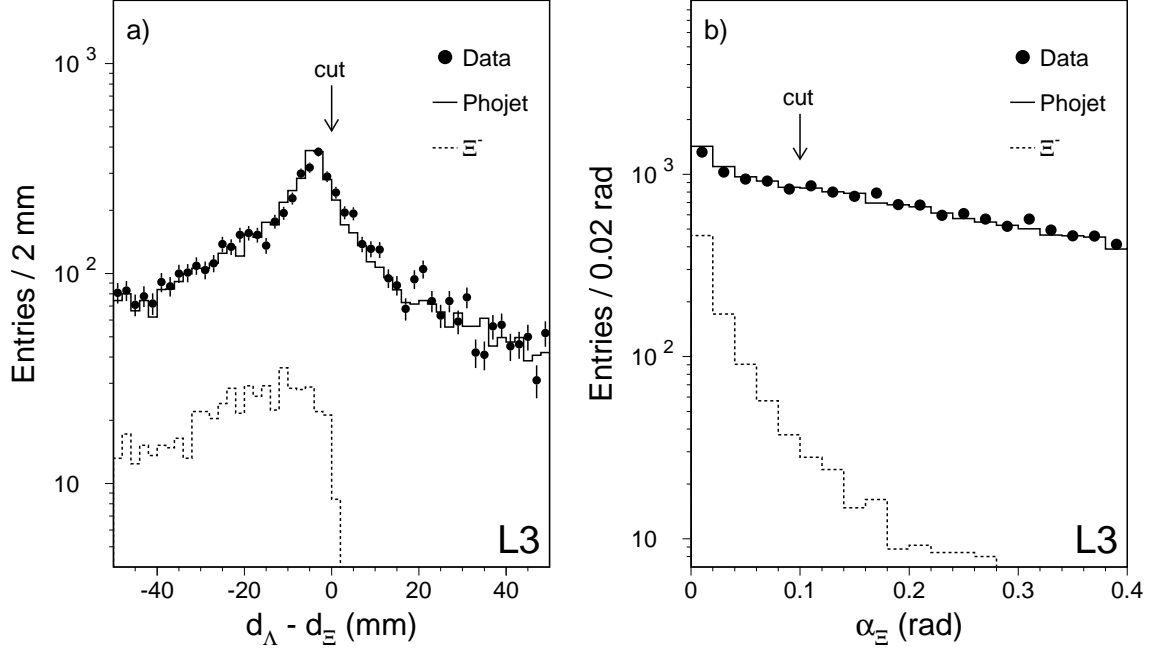 a)
Data
Phojet
Ξ⁻
cut
10³
10²
10
Entries / 2 mm
-40 -20 0 20 40
d_Λ - d_Ξ (mm)
L3
b)
Data
Phojet
Ξ⁻
cut
10³
10²
10
Entries / 0.02 rad
0 0.1 0.2 0.3 0.4
α_Ξ (rad)
L3